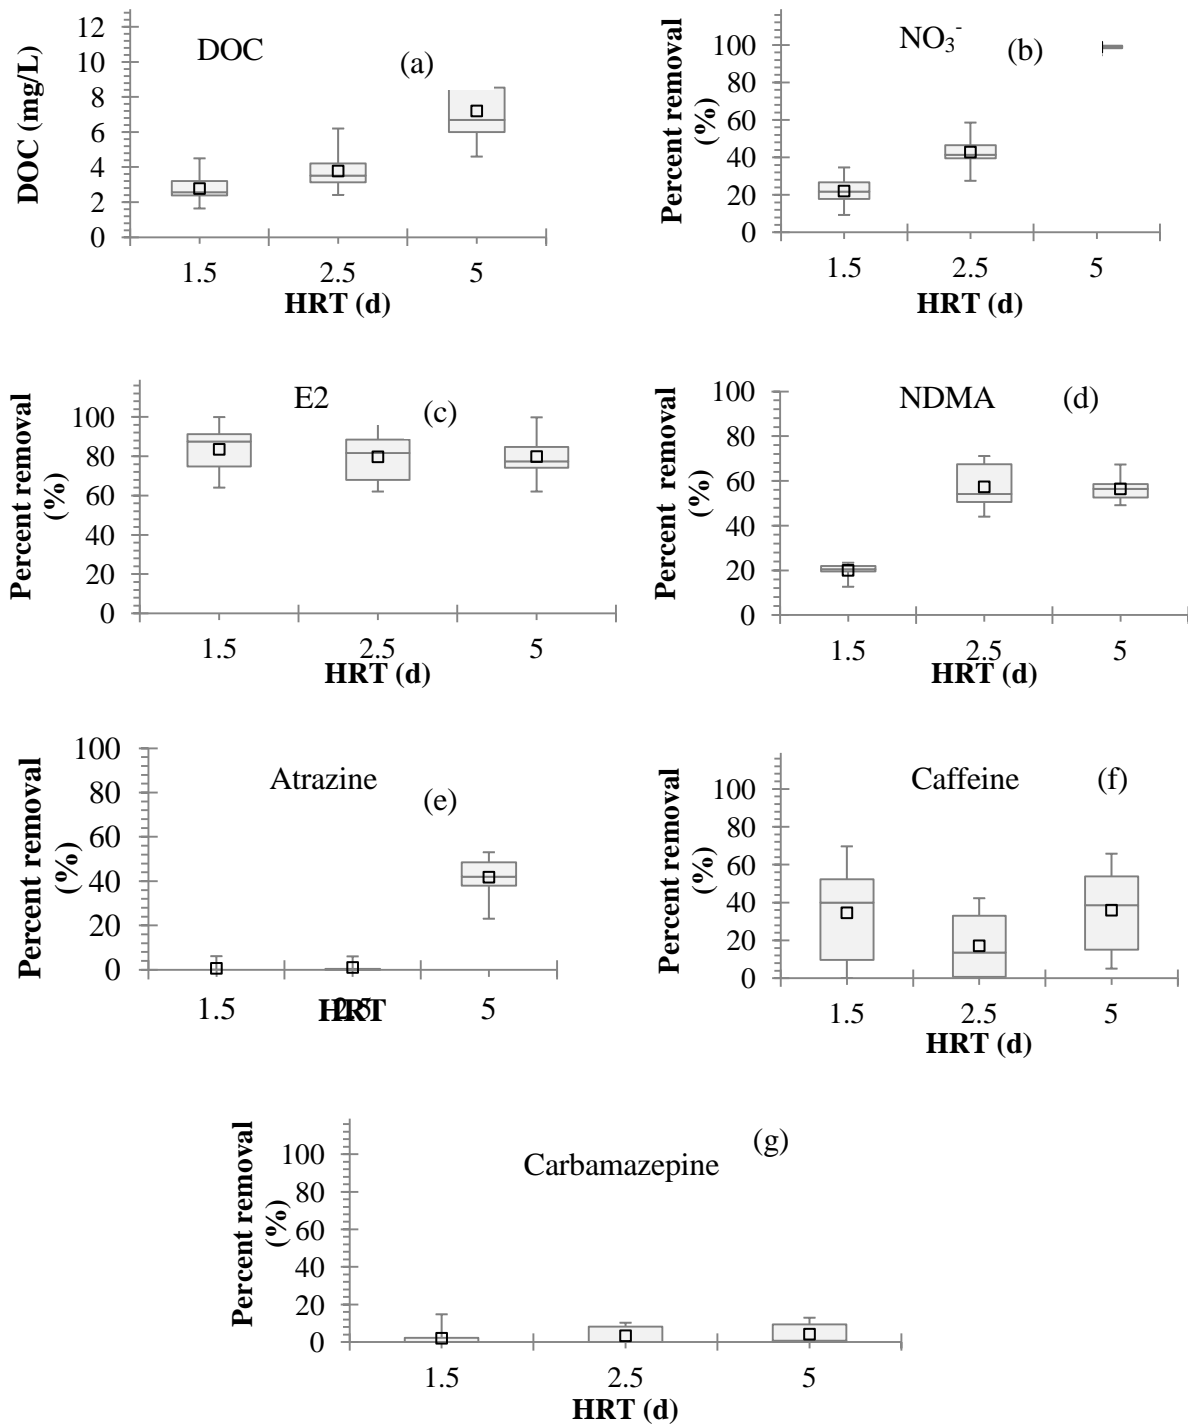 DOC
(a)
DOC (mg/L)
12
10
8
6
4
2
0
1.5
2.5
5
HRT (d)
NO₃⁻
(b)
Percent removal
(%)
100
80
60
40
20
0
1.5
2.5
5
HRT (d)
E2
(c)
Percent removal
(%)
100
80
60
40
20
0
1.5
2.5
5
HRT (d)
NDMA
(d)
Percent removal
(%)
100
80
60
40
20
0
1.5
2.5
5
HRT (d)
Atrazine
(e)
Percent removal
(%)
100
80
60
40
20
0
1.5
2.5
5
HRT
Caffeine
(f)
Percent removal
(%)
100
80
60
40
20
0
1.5
2.5
5
HRT (d)
Carbamazepine
(g)
Percent removal
(%)
100
80
60
40
20
0
1.5
2.5
5
HRT (d)